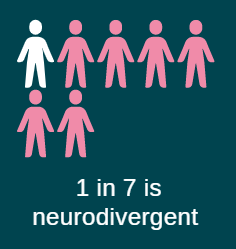 1 in 7 is
neurodivergent